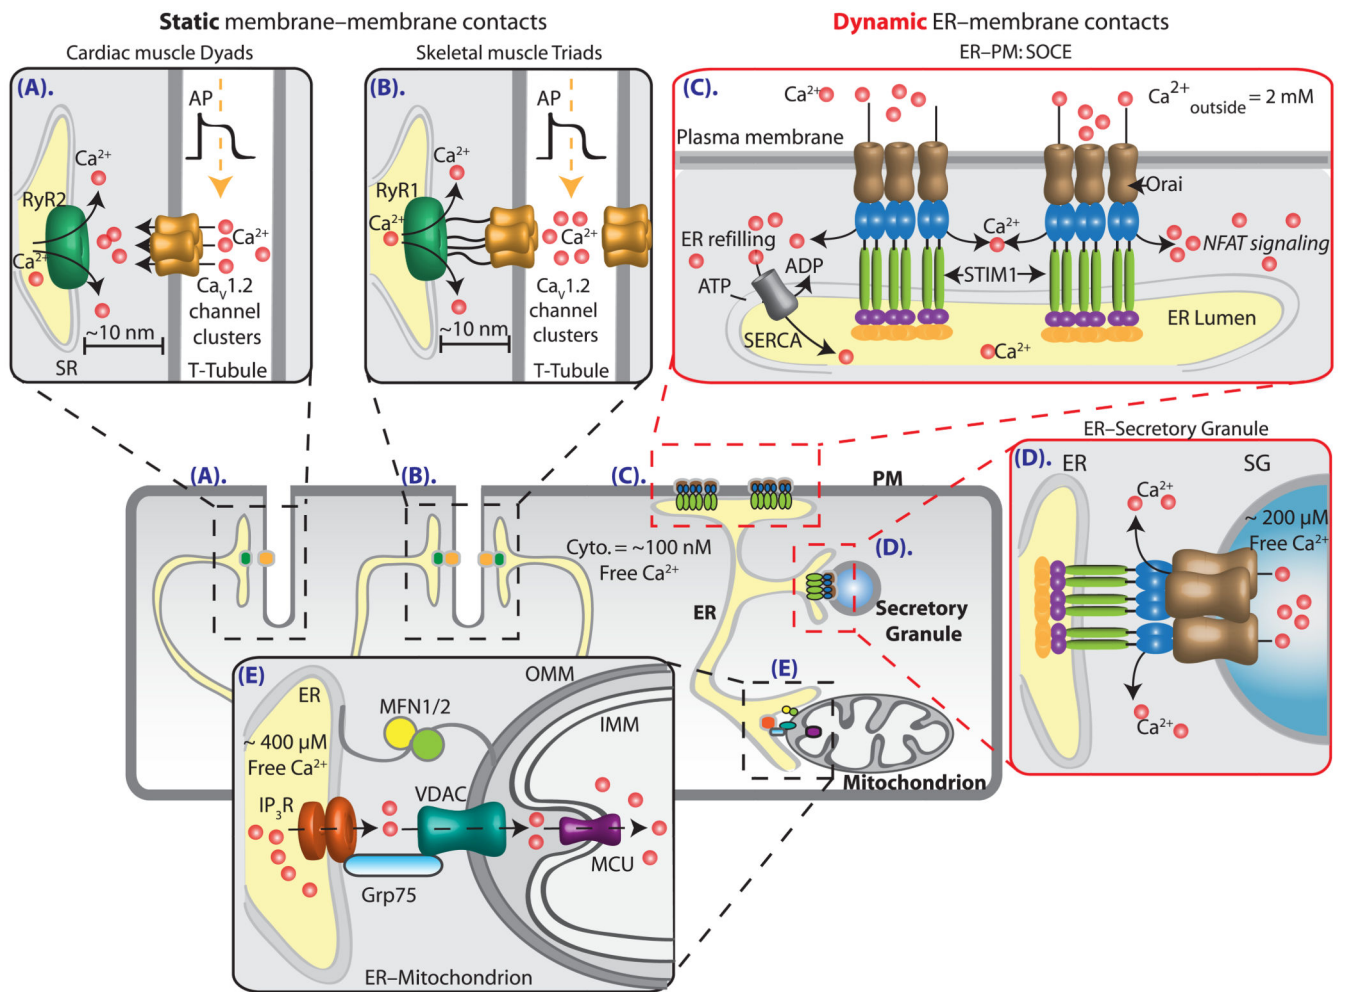 Static membrane–membrane contacts
Dynamic ER–membrane contacts
Cardiac muscle Dyads
Skeletal muscle Triads
ER–PM: SOCE
(A).
AP
Ca2+
RyR2
Ca2+
Ca2+
CaV1.2
channel
clusters
~10 nm
SR
T-Tubule
(B).
AP
Ca2+
RyR1
Ca2+
Ca2+
CaV1.2
channel
clusters
~10 nm
T-Tubule
(C).
Ca2+
Ca2+ outside = 2 mM
Plasma membrane
Orai
Ca2+
ER refilling
NFAT signaling
ADP
ATP
STIM1
SERCA
ER Lumen
Ca2+
(A).
(B).
(C).
PM
Cyto. = ~100 nM
Free Ca2+
(D).
ER
Secretory
Granule
(E)
Mitochondrion
ER–Secretory Granule
(D).
ER
SG
Ca2+
~ 200 µM
Free Ca2+
Ca2+
(E)
ER
OMM
MFN1/2
IMM
~ 400 µM
Free Ca2+
IP3R
VDAC
MCU
Grp75
ER–Mitochondrion